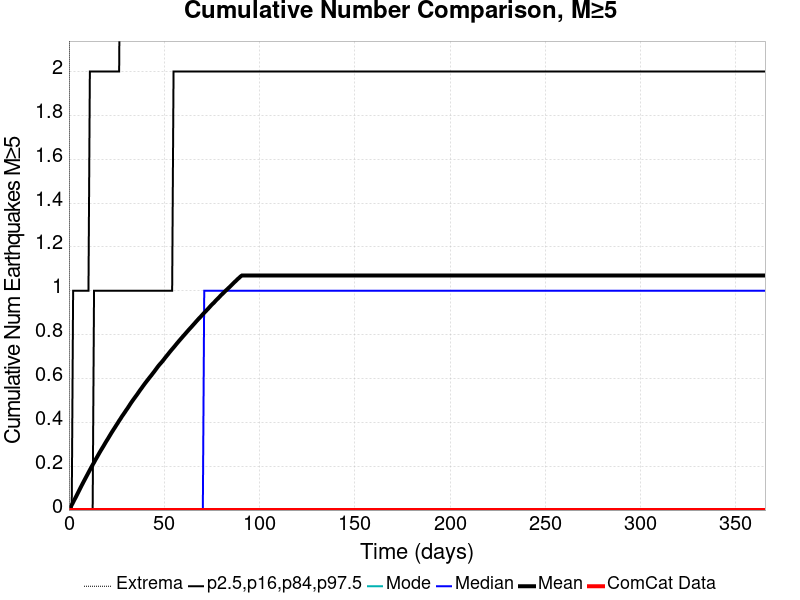 Cumulative Number Comparison, M≥5
Cumulative Num Earthquakes M≥5
2
1.8
1.6
1.4
1.2
1
0.8
0.6
0.4
0.2
0
0 50 100 150 200 250 300 350
Time (days)
Extrema p2.5,p16,p84,p97.5 Mode Median Mean ComCat Data